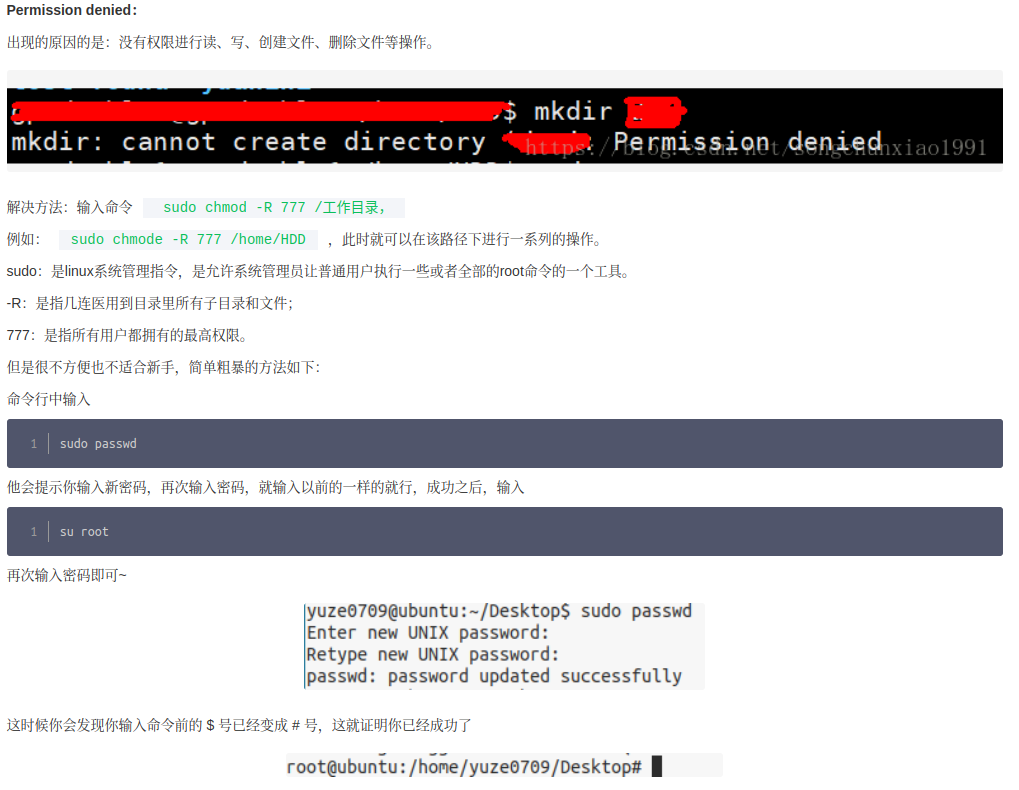 Permission denied：
出现的原因的是：没有权限进行读、写、创建文件、删除文件等操作。
$ mkdir
mkdir: cannot create directory : Permission denied
https://blog.csdn.net/songchunxiao1991
解决方法：输入命令 sudo chmod -R 777 /工作目录，
例如： sudo chmode -R 777 /home/HDD ，此时就可以在该路径下进行一系列的操作。
sudo：是linux系统管理指令，是允许系统管理员让普通用户执行一些或者全部的root命令的一个工具。
-R：是指几连医用到目录里所有子目录和文件；
777：是指所有用户都拥有的最高权限。
但是很不方便也不适合新手，简单粗暴的方法如下：
命令行中输入
1 sudo passwd
他会提示你输入新密码，再次输入密码，就输入以前的一样的就行，成功之后，输入
1 su root
再次输入密码即可~
yuze0709@ubuntu:~/Desktop$ sudo passwd
Enter new UNIX password:
Retype new UNIX password:
passwd: password updated successfully
这时候你会发现你输入命令前的 $ 号已经变成 # 号，这就证明你已经成功了
root@ubuntu:/home/yuze0709/Desktop#